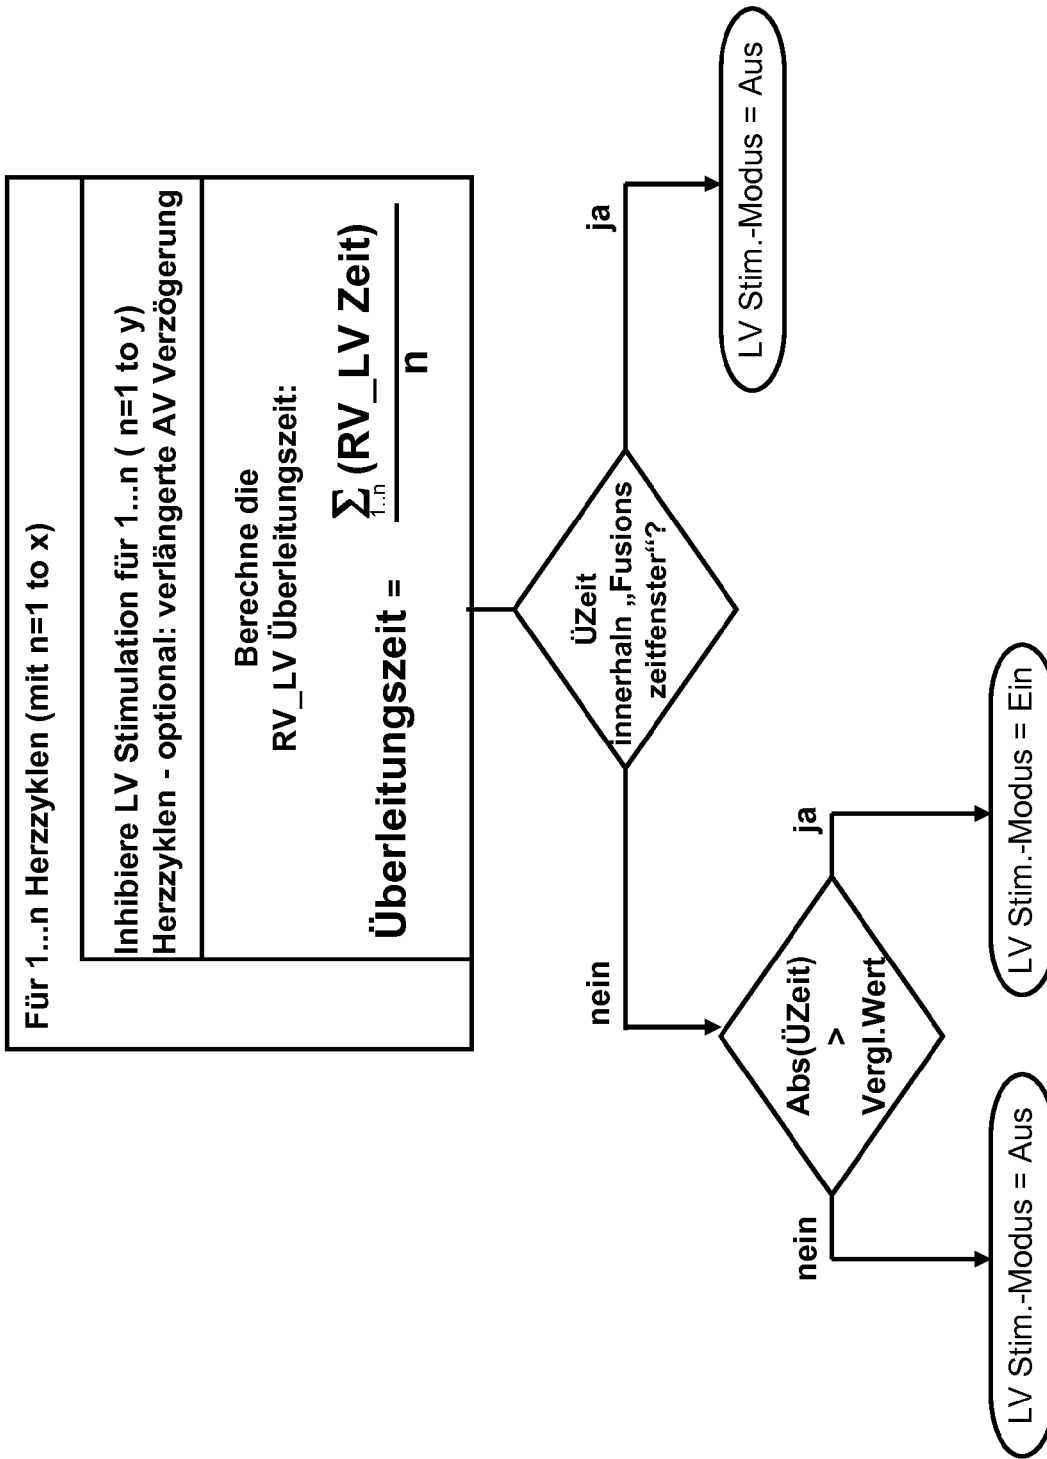 Für 1...n Herzzyklen (mit n=1 to x)
Inhibiere LV Stimulation für 1...n ( n=1 to y)
Herzzyklen - optional: verlängerte AV Verzögerung
Berechne die
RV_LV Überleitungszeit:
Überleitungszeit = Σ (RV_LV Zeit)
1...n
n
ÜZeit
innerhaln „Fusions
zeitfenster“?
nein
ja
LV Stim.-Modus = Aus
Abs(ÜZeit)
>
Vergl.Wert
nein
ja
LV Stim.-Modus = Aus
LV Stim.-Modus = Ein